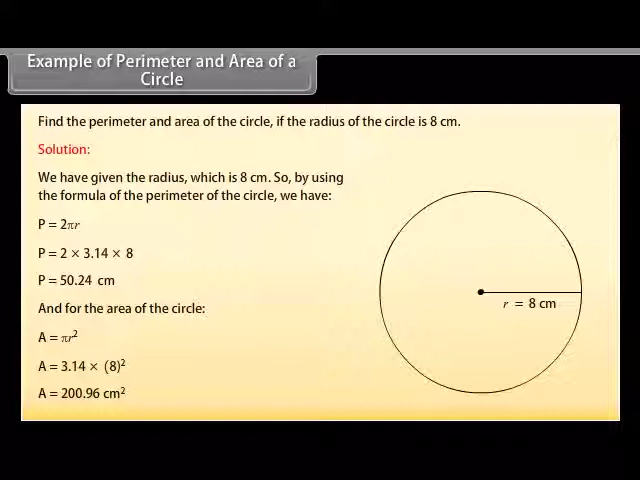 Example of Perimeter and Area of a
Circle
Find the perimeter and area of the circle, if the radius of the circle is 8 cm.
Solution:
We have given the radius, which is 8 cm. So, by using
the formula of the perimeter of the circle, we have:
P = 2πr
P = 2 × 3.14 × 8
P = 50.24 cm
And for the area of the circle:
A = πr²
A = 3.14 × (8)²
A = 200.96 cm²
r = 8 cm